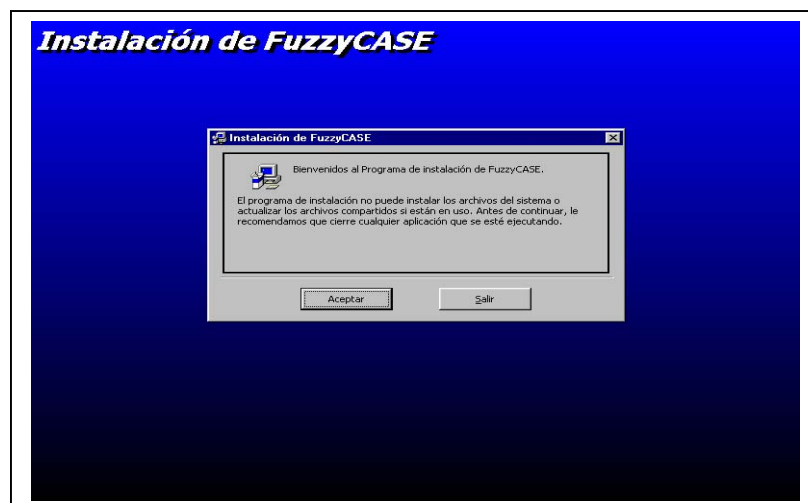 Instalación de FuzzyCASE
Instalación de FuzzyCASE
Bienvenidos al Programa de instalación de FuzzyCASE.
El programa de instalación no puede instalar los archivos del sistema o
actualizar los archivos compartidos si están en uso. Antes de continuar, le
recomendamos que cierre cualquier aplicación que se esté ejecutando.
Aceptar
Salir